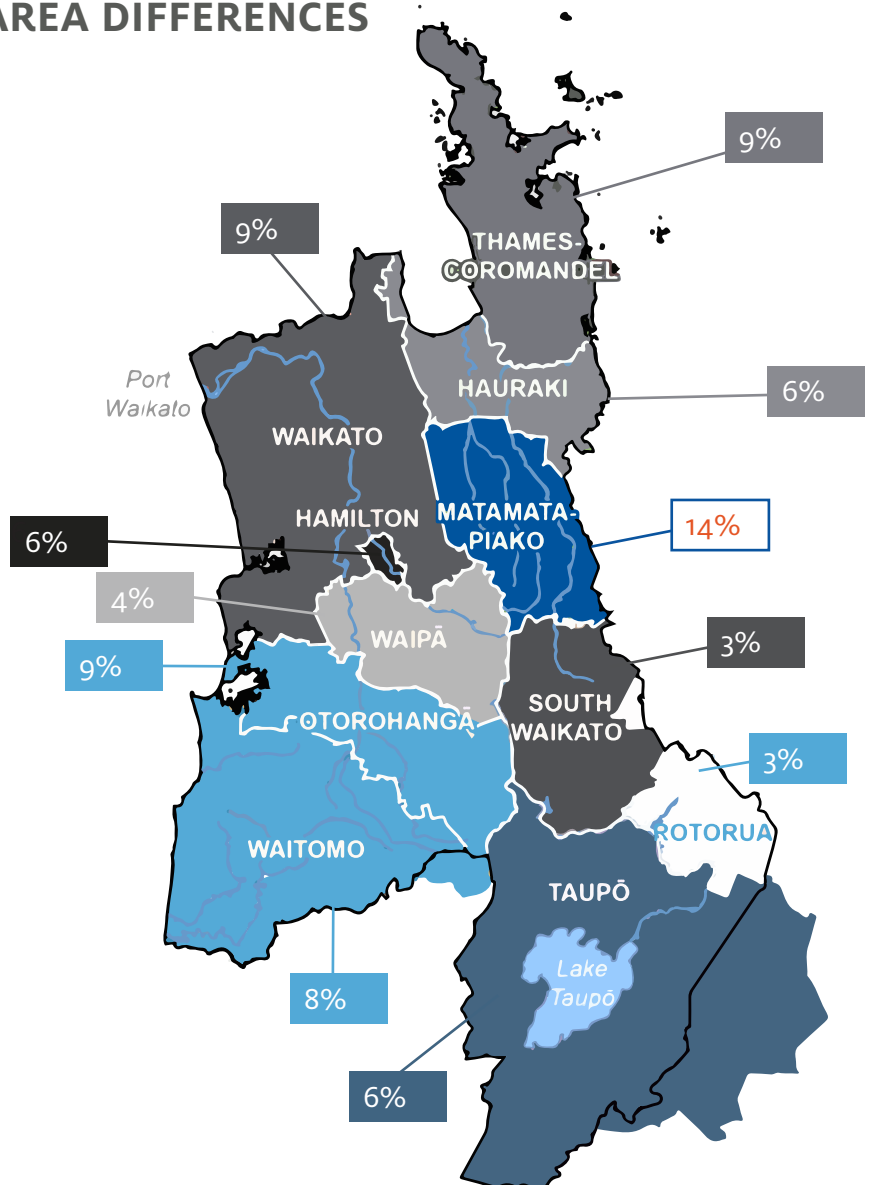 AREA DIFFERENCES
9%
9%
THAMES-
COROMANDEL
Port
Waikato
HAURAKI
6%
WAIKATO
HAMILTON
MATAMATA-
PIAKO
14%
6%
4%
WAIPĀ
3%
9%
SOUTH
WAIKATO
OTOROHANGĀ
3%
ROTORUA
WAITOMO
TAUPŌ
Lake
Taupō
8%
6%